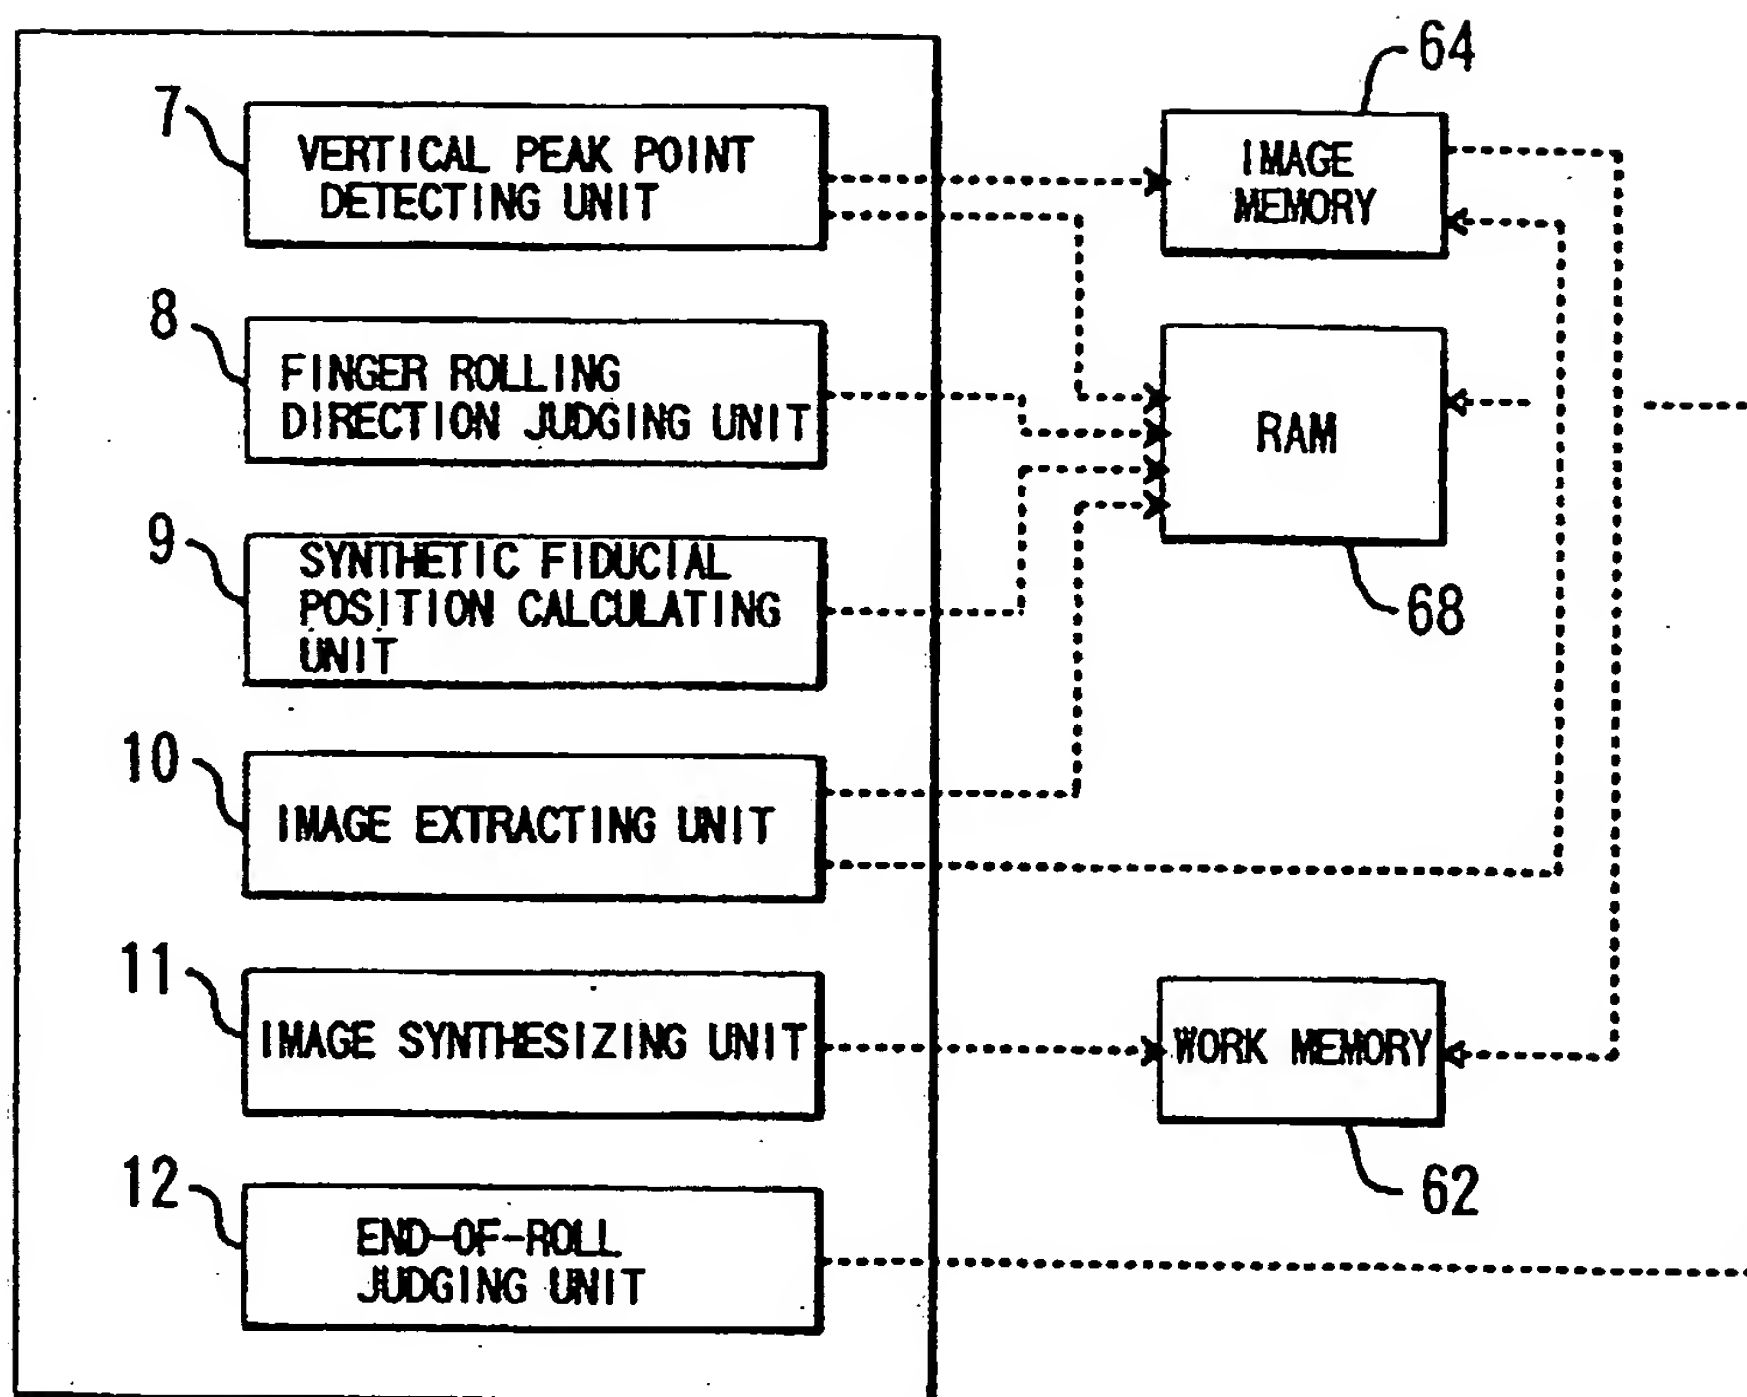 7
VERTICAL PEAK POINT
DETECTING UNIT
8
FINGER ROLLING
DIRECTION JUDGING UNIT
9
SYNTHETIC FIDUCIAL
POSITION CALCULATING
UNIT
10
IMAGE EXTRACTING UNIT
11
IMAGE SYNTHESIZING UNIT
12
END-OF-ROLL
JUDGING UNIT
64
IMAGE
MEMORY
RAM
68
WORK MEMORY
62